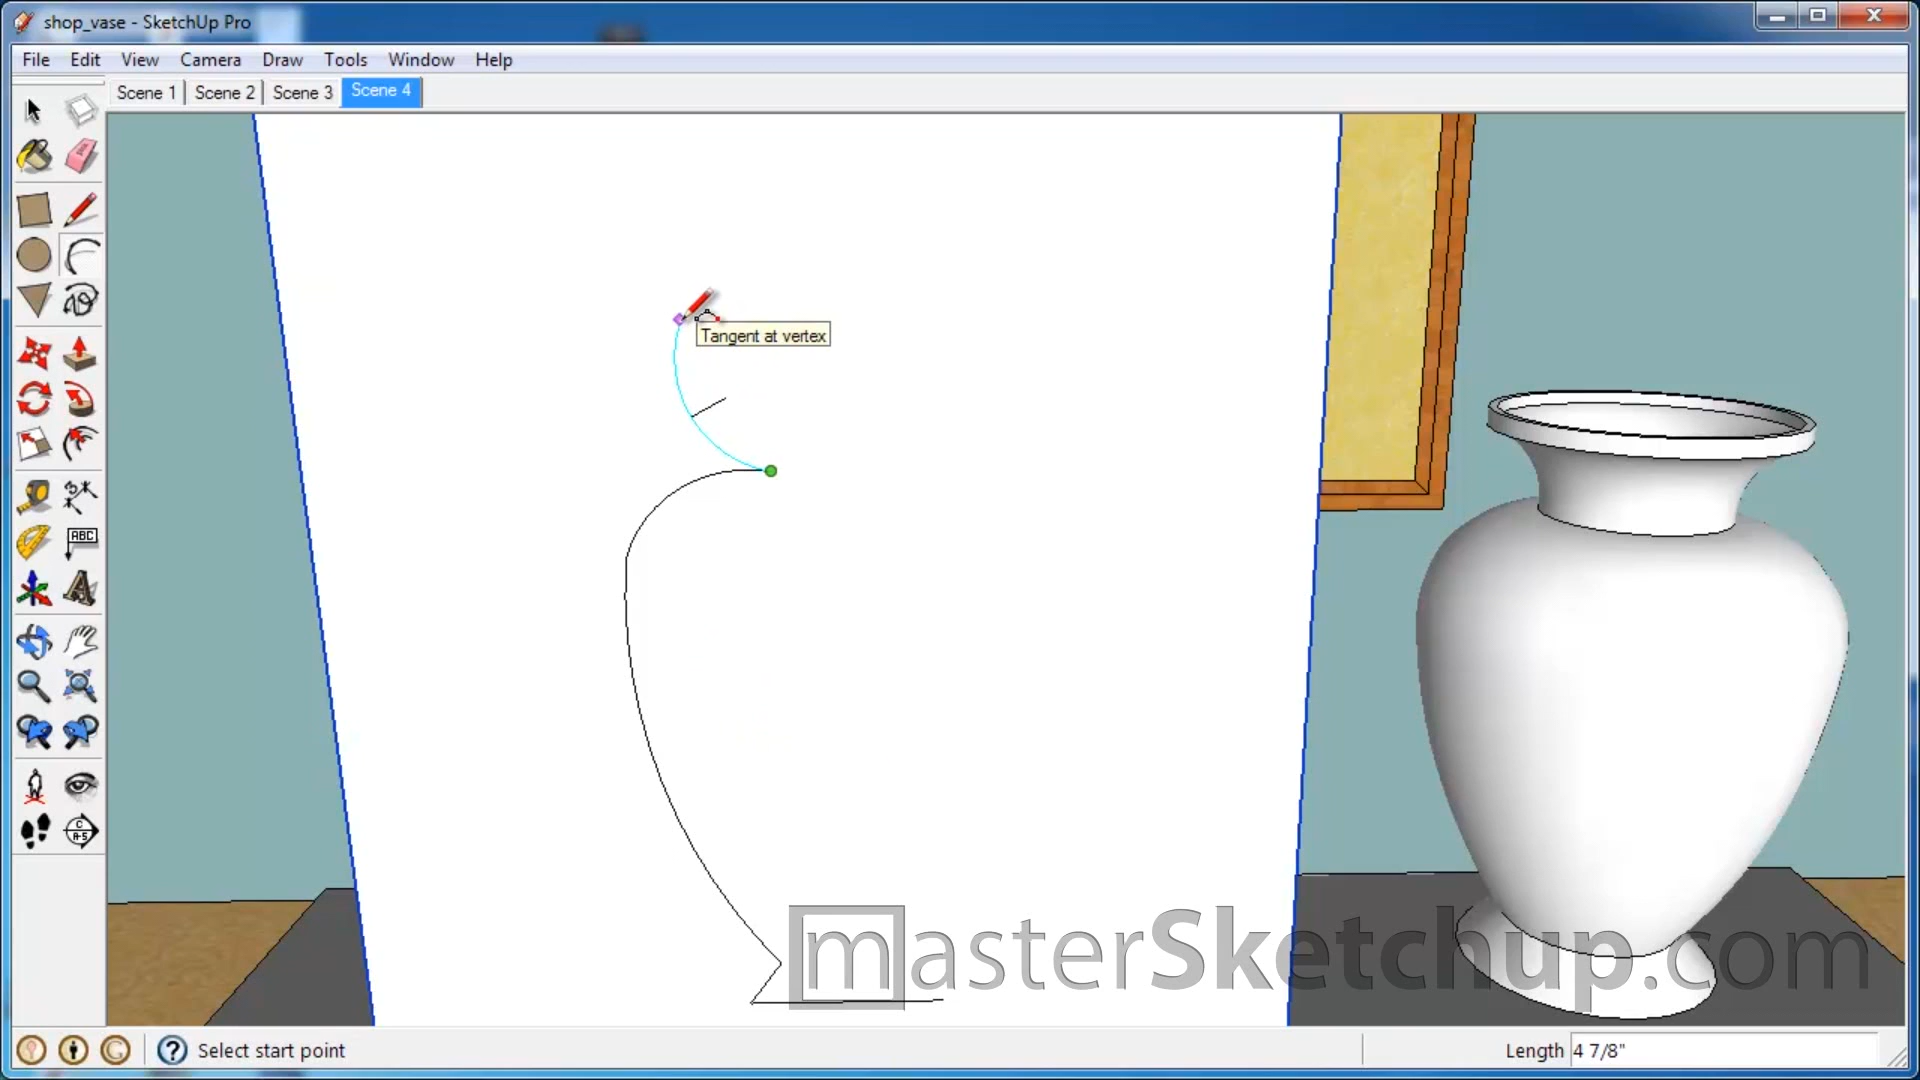 shop_vase - SketchUp Pro
File Edit View Camera Draw Tools Window Help
Scene 1 Scene 2 Scene 3 Scene 4
Tangent at vertex
ABC
A
C
A-5
masterSketchup.com
Select start point
Length 4 7/8"